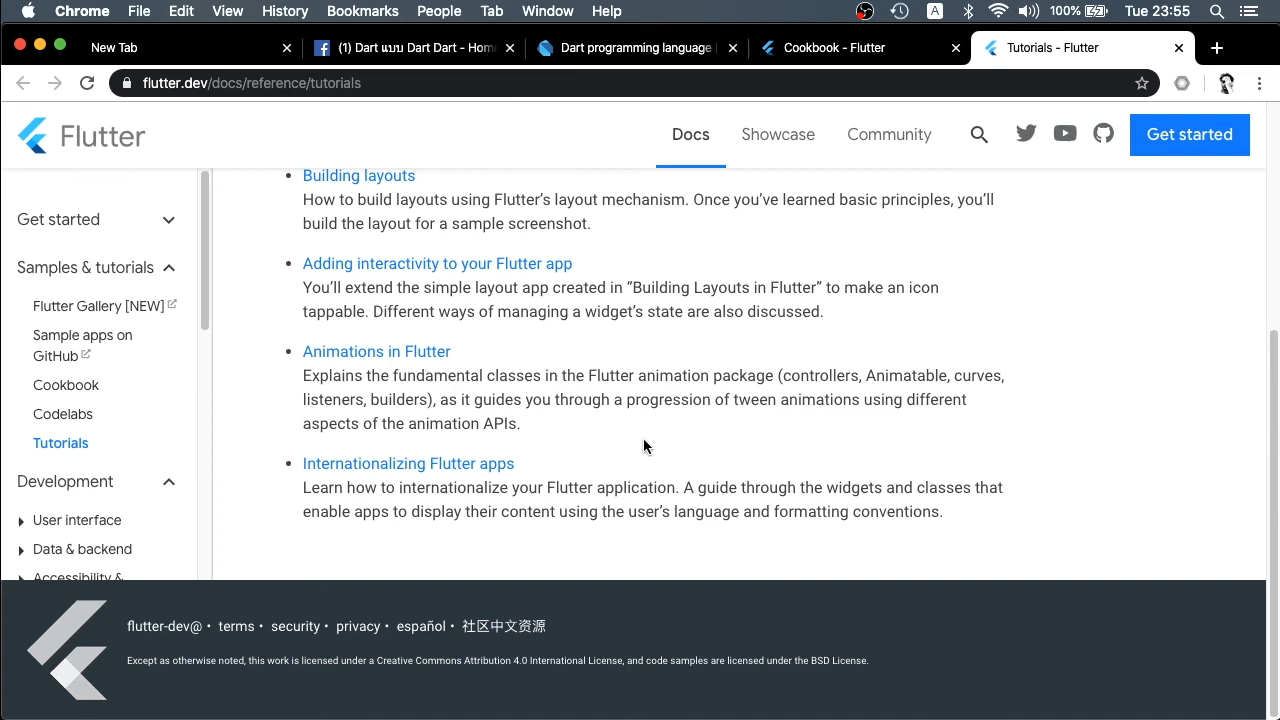 Chrome File Edit View History Bookmarks People Tab Window Help A 100% Tue 23:55
New Tab (1) Dart แบบ Dart Dart - Home Dart programming language Cookbook - Flutter Tutorials - Flutter
flutter.dev/docs/reference/tutorials
Flutter Docs Showcase Community Get started
Get started
Samples & tutorials
Flutter Gallery [NEW]
Sample apps on
GitHub
Cookbook
Codelabs
Tutorials
Development
User interface
Data & backend
Accessibility &
Building layouts
How to build layouts using Flutter’s layout mechanism. Once you’ve learned basic principles, you’ll
build the layout for a sample screenshot.
Adding interactivity to your Flutter app
You’ll extend the simple layout app created in “Building Layouts in Flutter” to make an icon
tappable. Different ways of managing a widget’s state are also discussed.
Animations in Flutter
Explains the fundamental classes in the Flutter animation package (controllers, Animatable, curves,
listeners, builders), as it guides you through a progression of tween animations using different
aspects of the animation APIs.
Internationalizing Flutter apps
Learn how to internationalize your Flutter application. A guide through the widgets and classes that
enable apps to display their content using the user’s language and formatting conventions.
flutter-dev@ • terms • security • privacy • español • 社区中文资源
Except as otherwise noted, this work is licensed under a Creative Commons Attribution 4.0 International License, and code samples are licensed under the BSD License.